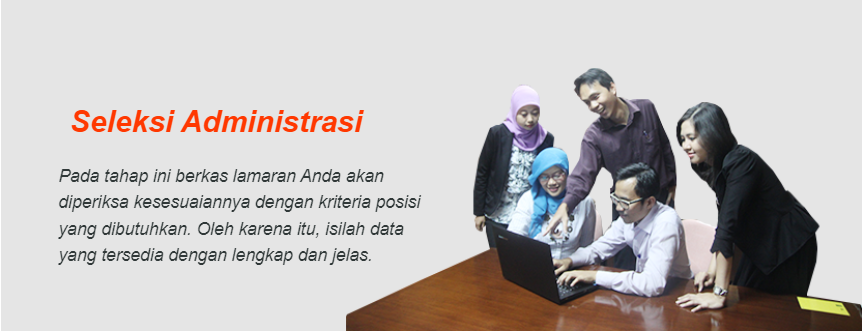 Seleksi Administrasi
Pada tahap ini berkas lamaran Anda akan
diperiksa kesesuaiannya dengan kriteria posisi
yang dibutuhkan. Oleh karena itu, isilah data
yang tersedia dengan lengkap dan jelas.